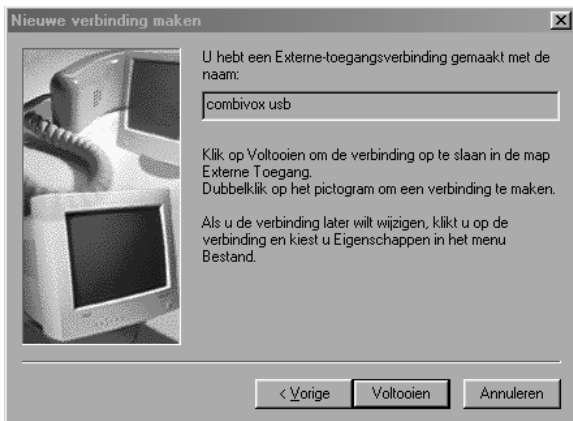 Nieuwe verbinding maken
U hebt een Externe-toegangsverbinding gemaakt met de
naam:
combivox usb
Klik op Voltooien om de verbinding op te slaan in de map
Externe Toegang.
Dubbelklik op het pictogram om een verbinding te maken.
Als u de verbinding later wilt wijzigen, klikt u op de
verbinding en kiest u Eigenschappen in het menu
Bestand.
< Vorige
Voltooien
Annuleren